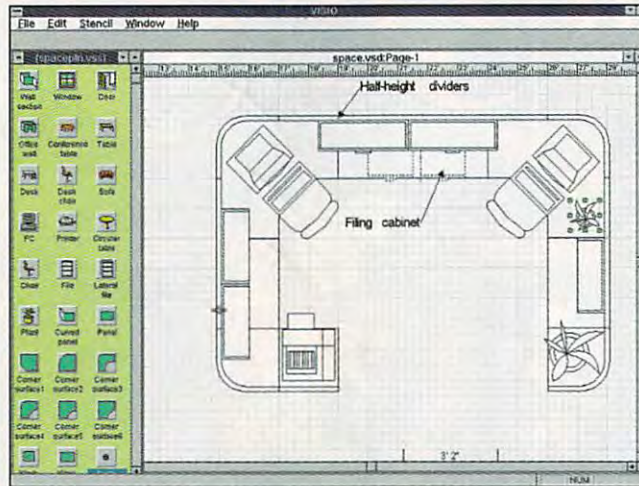 VISIO
File Edit Stencil Window Help
(spacepln.vss)
space.vsd:Page-1
Half-height dividers
Filing cabinet
3' 2"
NUM
Wall section
Window
Door
Office wall
Conference table
Table
Desk
Desk chair
Sofa
PC
Printer
Circular table
Chair
File
Lateral file
Plant
Curved panel
Panel
Corner surface1
Corner surface2
Corner surface3
Corner surface4
Corner surface5
Corner surface6